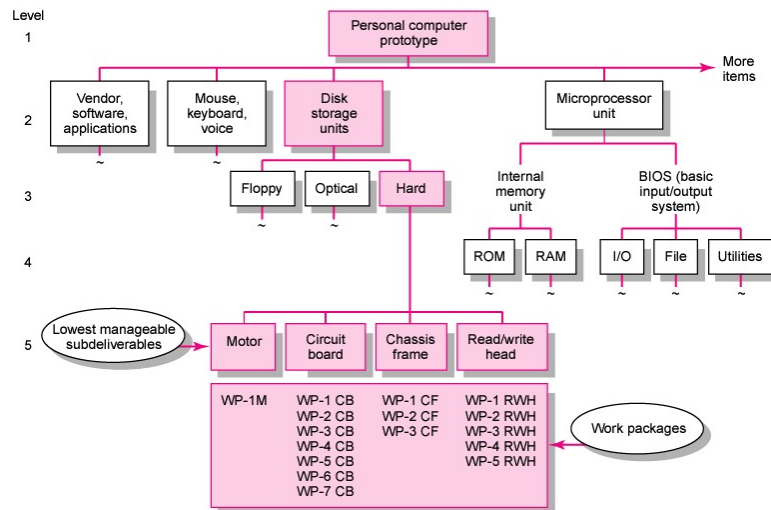 Level
1
Personal computer
prototype
More
items
2
Vendor,
software,
applications
Mouse,
keyboard,
voice
Disk
storage
units
Microprocessor
unit
3
Floppy
Optical
Hard
Internal
memory
unit
BIOS (basic
input/output
system)
4
ROM
RAM
I/O
File
Utilities
Lowest manageable
subdeliverables
5
Motor
Circuit
board
Chassis
frame
Read/write
head
WP-1M
WP-1 CB
WP-2 CB
WP-3 CB
WP-4 CB
WP-5 CB
WP-6 CB
WP-7 CB
WP-1 CF
WP-2 CF
WP-3 CF
WP-1 RWH
WP-2 RWH
WP-3 RWH
WP-4 RWH
WP-5 RWH
Work packages